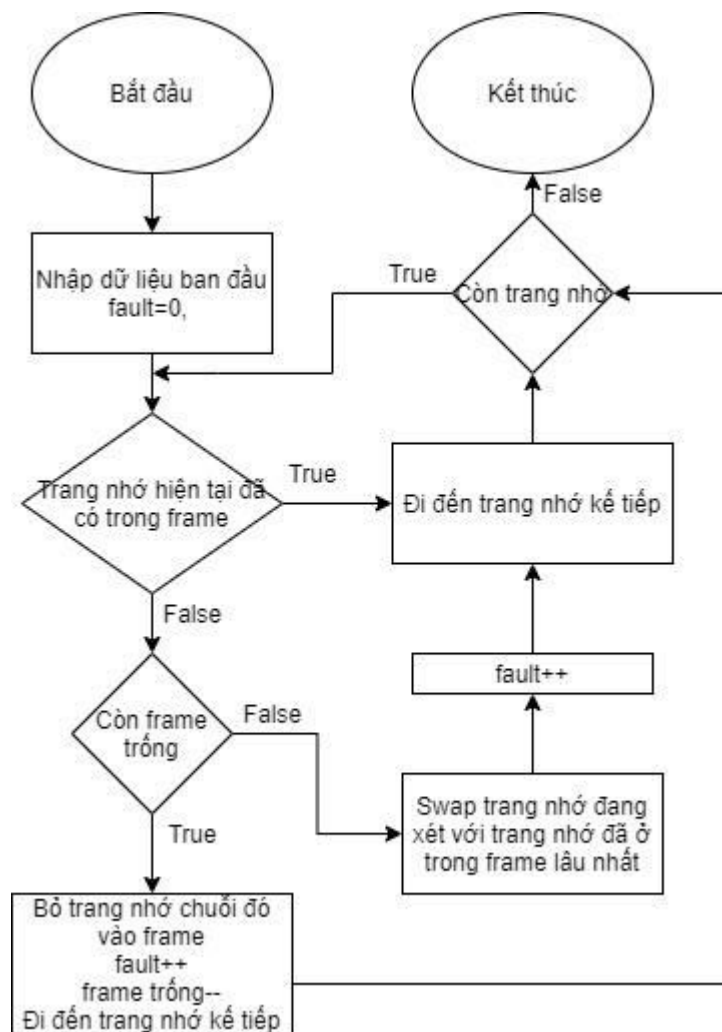 Bắt đầu
Kết thúc
False
Nhập dữ liệu ban đầu
fault=0,
True
Còn trang nhớ
Trang nhớ hiện tại đã
có trong frame
True
Đi đến trang nhớ kế tiếp
False
Còn frame
trống
False
fault++
True
Swap trang nhớ đang
xét với trang nhớ đã ở
trong frame lâu nhất
Bỏ trang nhớ chuỗi đó
vào frame
fault++
frame trống--
Đi đến trang nhớ kế tiếp